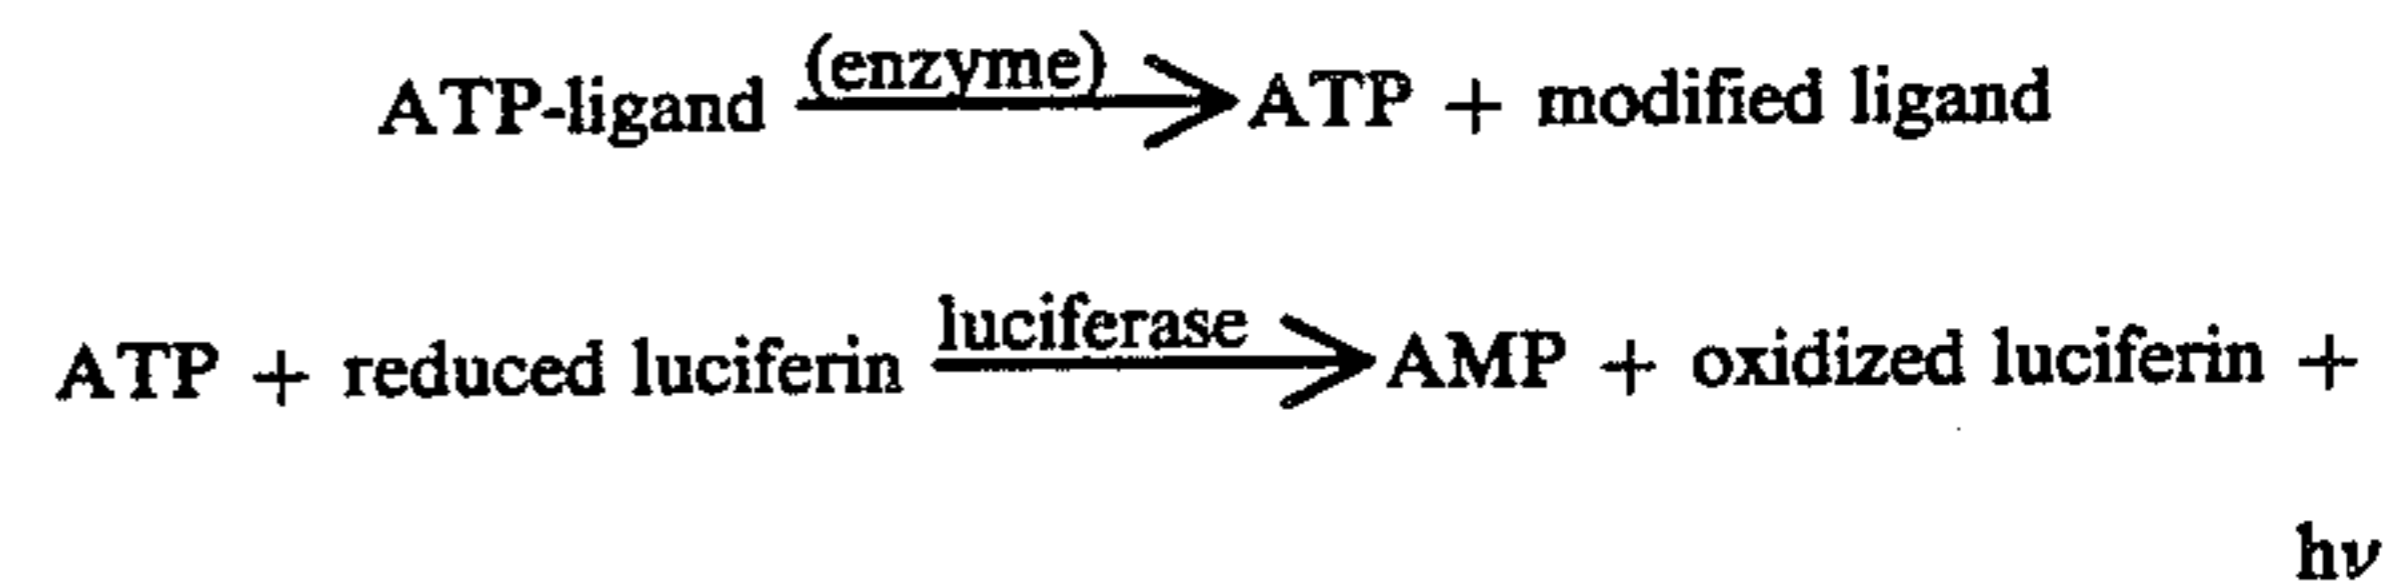 ATP-ligand (enzyme) → ATP + modified ligand
ATP + reduced luciferin luciferase → AMP + oxidized luciferin +
hν